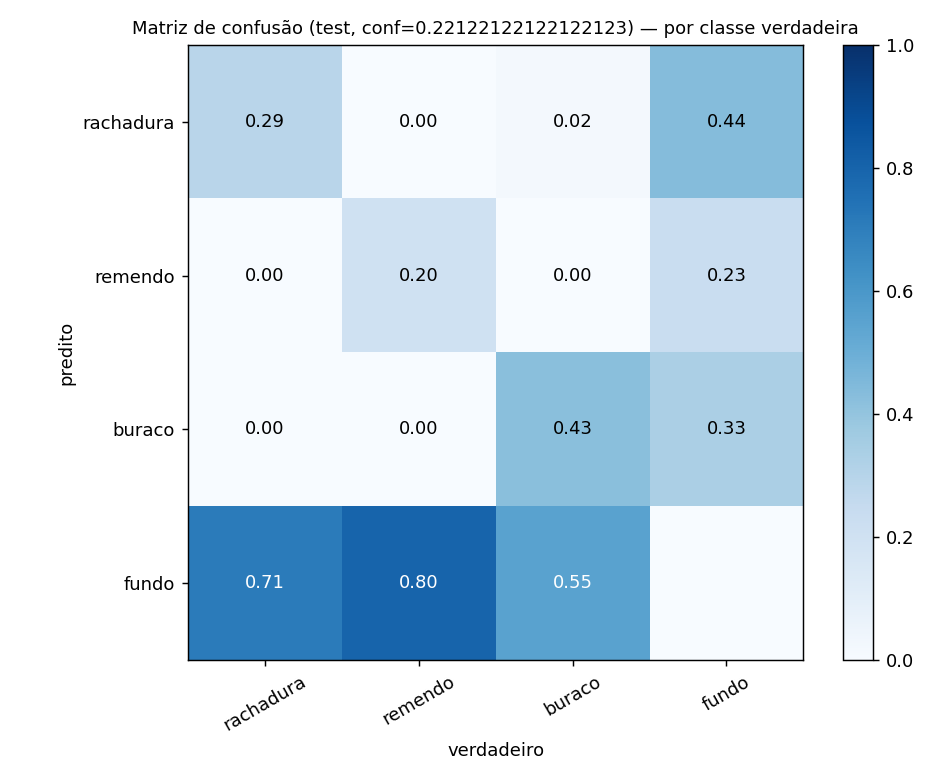 Matriz de confusão (test, conf=0.22122122122122123) — por classe verdadeira
rachadura 0.29 0.00 0.02 0.44
remendo 0.00 0.20 0.00 0.23
buraco 0.00 0.00 0.43 0.33
fundo 0.71 0.80 0.55
predito
rachadura remendo buraco fundo
verdadeiro
1.0
0.8
0.6
0.4
0.2
0.0